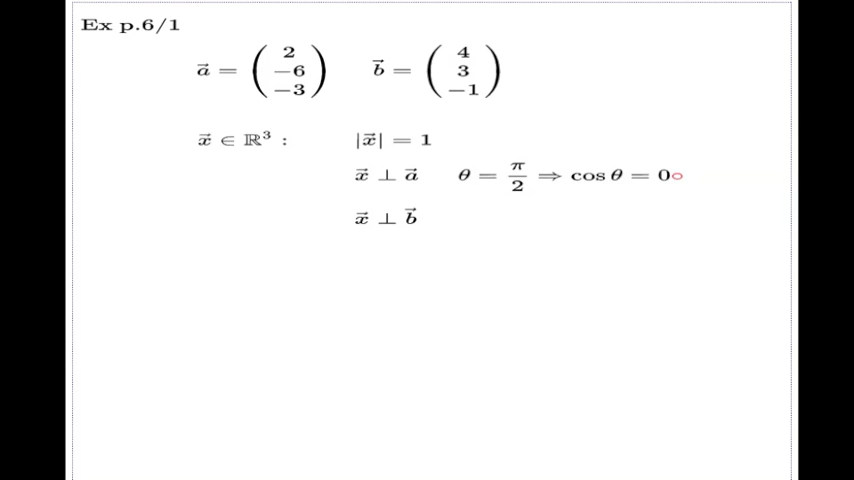 Ex p.6/1
a⃗ = ( 2 −6 −3 ) b⃗ = ( 4 3 −1 )
x⃗ ∈ ℝ³ : |x⃗| = 1
x⃗ ⊥ a⃗ θ = π/2 ⇒ cos θ = 0
x⃗ ⊥ b⃗